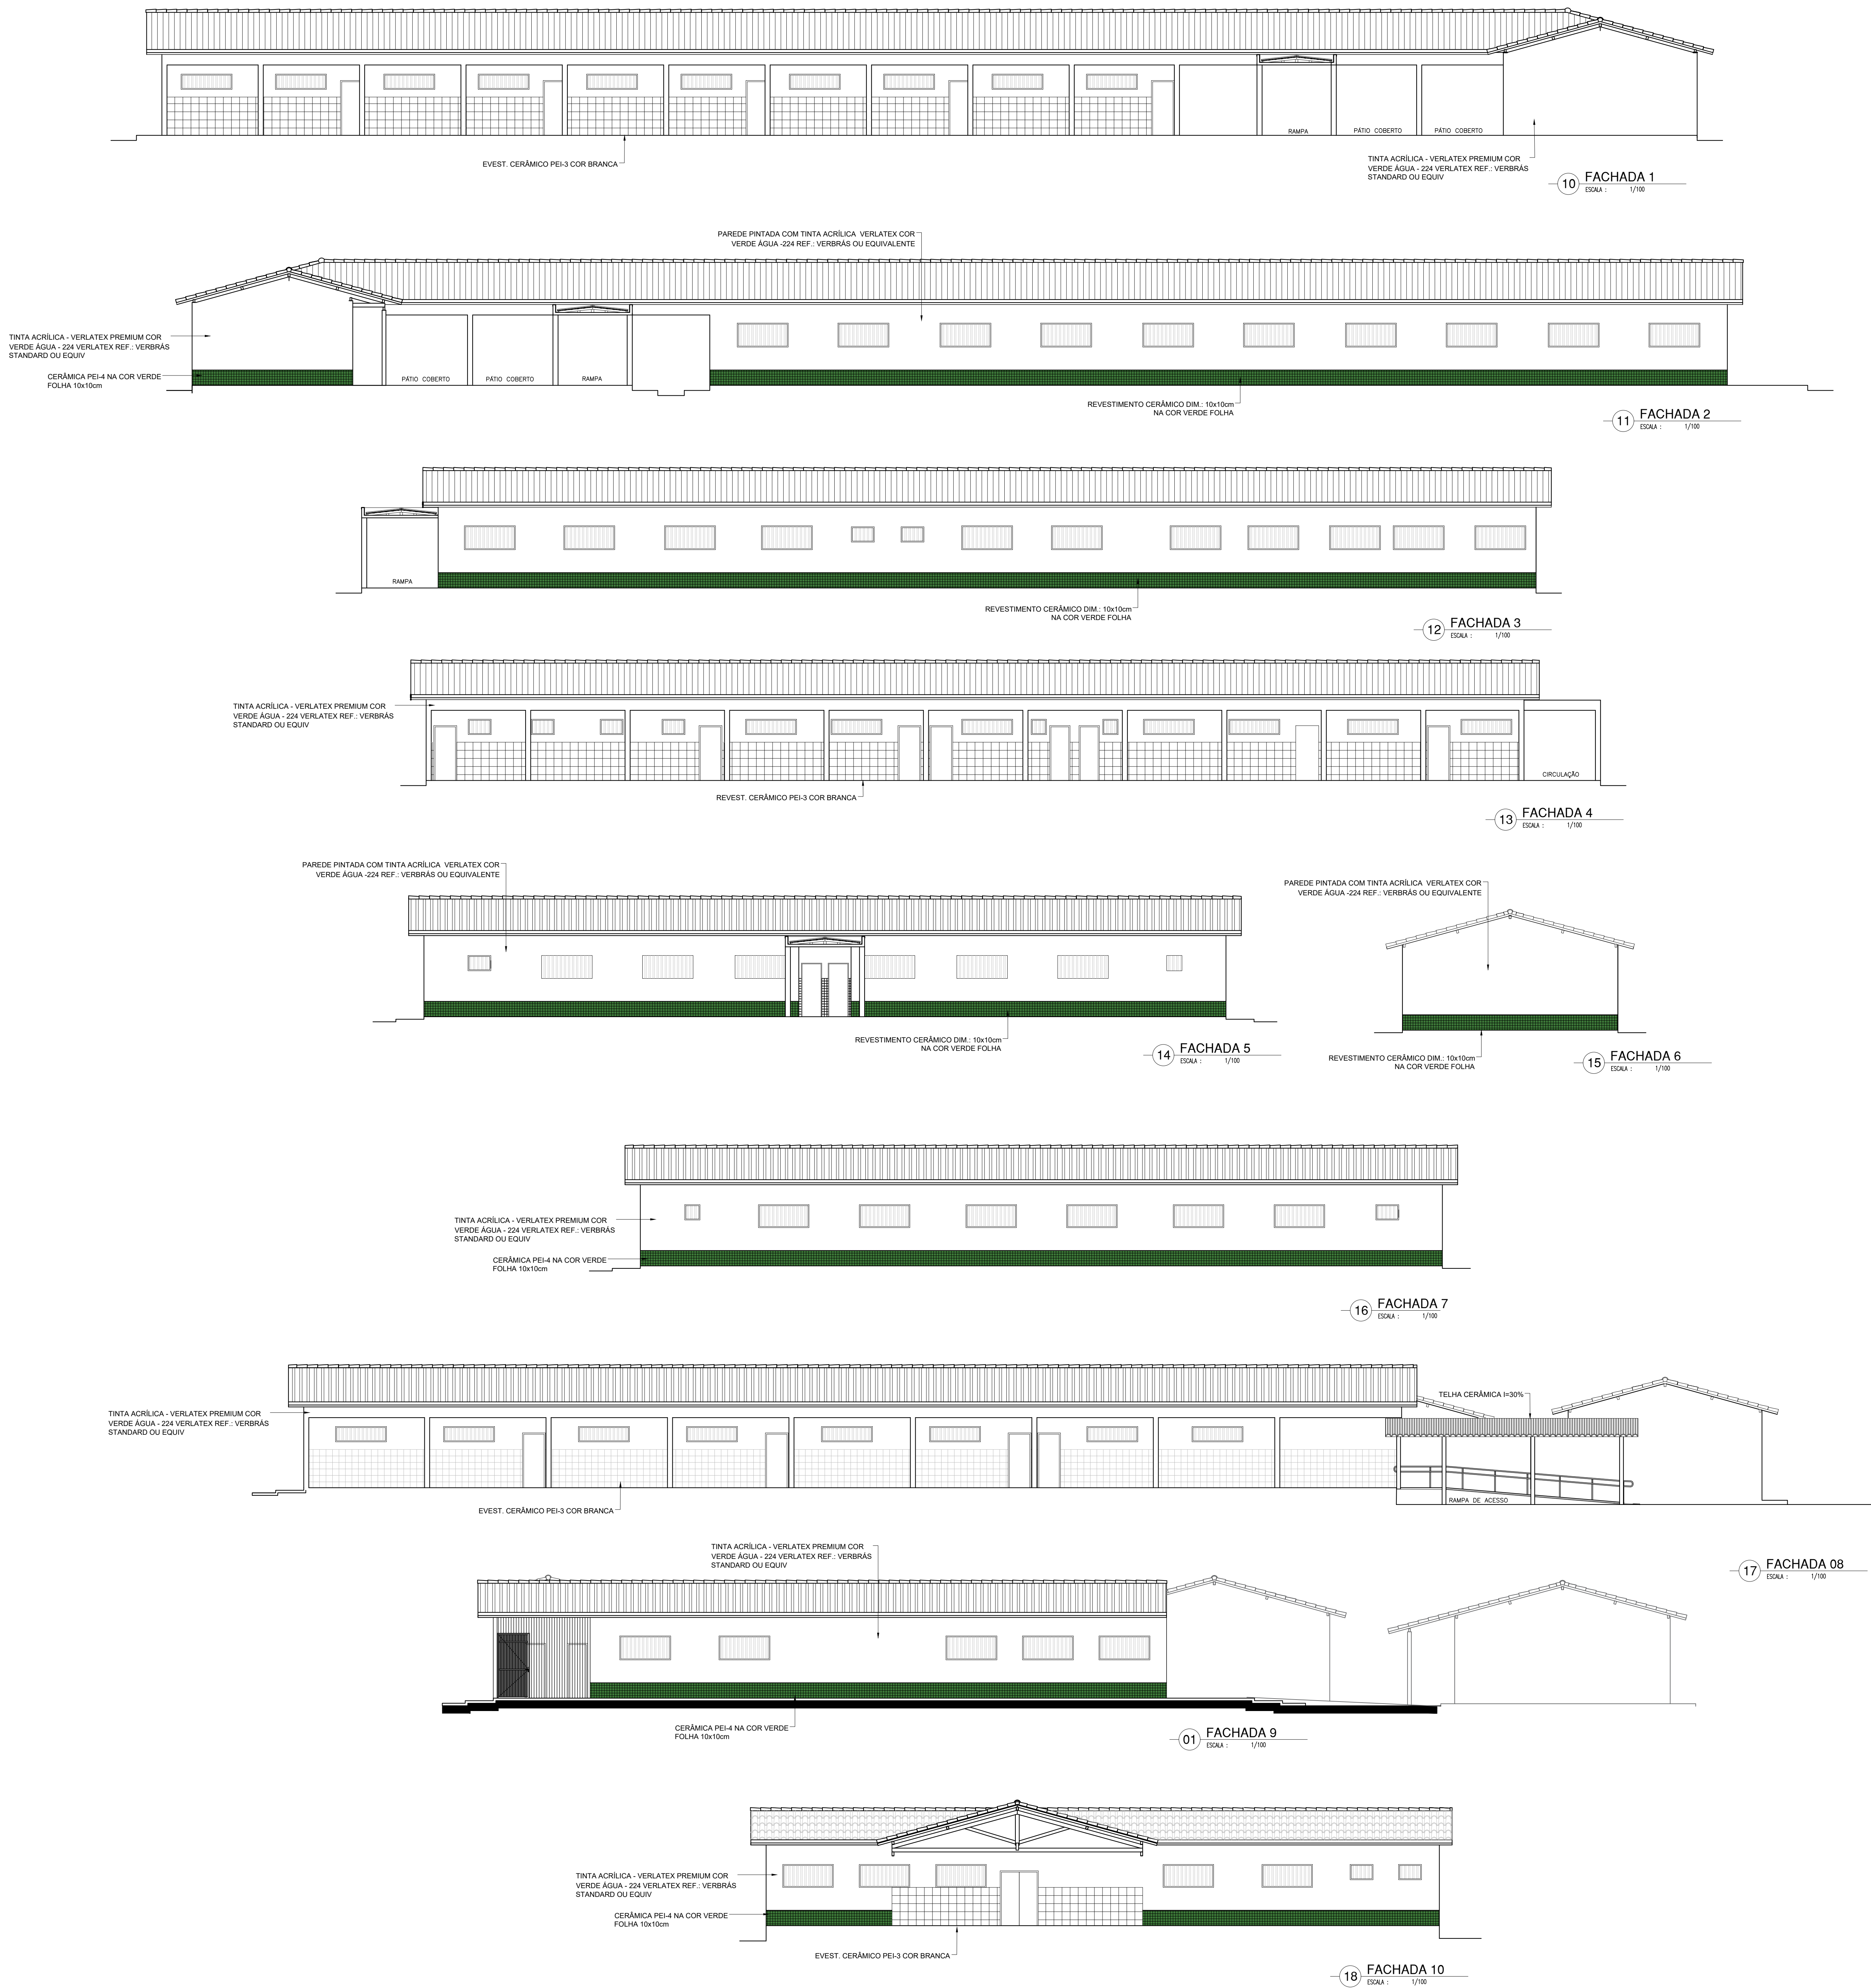 RAMPA
PÁTIO COBERTO
PÁTIO COBERTO
EVEST. CERÂMICO PEI-3 COR BRANCA
TINTA ACRÍLICA - VERLATEX PREMIUM COR
VERDE ÁGUA - 224 VERLATEX REF.: VERBRÁS
STANDARD OU EQUIV
10
FACHADA 1
ESCALA : 1/100
PAREDE PINTADA COM TINTA ACRÍLICA VERLATEX COR
VERDE ÁGUA -224 REF.: VERBRÁS OU EQUIVALENTE
TINTA ACRÍLICA - VERLATEX PREMIUM COR
VERDE ÁGUA - 224 VERLATEX REF.: VERBRÁS
STANDARD OU EQUIV
CERÂMICA PEI-4 NA COR VERDE
FOLHA 10x10cm
PÁTIO COBERTO
PÁTIO COBERTO
RAMPA
REVESTIMENTO CERÂMICO DIM.: 10x10cm
NA COR VERDE FOLHA
11
FACHADA 2
ESCALA : 1/100
RAMPA
REVESTIMENTO CERÂMICO DIM.: 10x10cm
NA COR VERDE FOLHA
12
FACHADA 3
ESCALA : 1/100
TINTA ACRÍLICA - VERLATEX PREMIUM COR
VERDE ÁGUA - 224 VERLATEX REF.: VERBRÁS
STANDARD OU EQUIV
CIRCULAÇÃO
REVEST. CERÂMICO PEI-3 COR BRANCA
13
FACHADA 4
ESCALA : 1/100
PAREDE PINTADA COM TINTA ACRÍLICA VERLATEX COR
VERDE ÁGUA -224 REF.: VERBRÁS OU EQUIVALENTE
REVESTIMENTO CERÂMICO DIM.: 10x10cm
NA COR VERDE FOLHA
14
FACHADA 5
ESCALA : 1/100
PAREDE PINTADA COM TINTA ACRÍLICA VERLATEX COR
VERDE ÁGUA -224 REF.: VERBRÁS OU EQUIVALENTE
REVESTIMENTO CERÂMICO DIM.: 10x10cm
NA COR VERDE FOLHA
15
FACHADA 6
ESCALA : 1/100
TINTA ACRÍLICA - VERLATEX PREMIUM COR
VERDE ÁGUA - 224 VERLATEX REF.: VERBRÁS
STANDARD OU EQUIV
CERÂMICA PEI-4 NA COR VERDE
FOLHA 10x10cm
16
FACHADA 7
ESCALA : 1/100
TELHA CERÂMICA I=30%
TINTA ACRÍLICA - VERLATEX PREMIUM COR
VERDE ÁGUA - 224 VERLATEX REF.: VERBRÁS
STANDARD OU EQUIV
RAMPA DE ACESSO
EVEST. CERÂMICO PEI-3 COR BRANCA
17
FACHADA 08
ESCALA : 1/100
TINTA ACRÍLICA - VERLATEX PREMIUM COR
VERDE ÁGUA - 224 VERLATEX REF.: VERBRÁS
STANDARD OU EQUIV
CERÂMICA PEI-4 NA COR VERDE
FOLHA 10x10cm
01
FACHADA 9
ESCALA : 1/100
TINTA ACRÍLICA - VERLATEX PREMIUM COR
VERDE ÁGUA - 224 VERLATEX REF.: VERBRÁS
STANDARD OU EQUIV
CERÂMICA PEI-4 NA COR VERDE
FOLHA 10x10cm
EVEST. CERÂMICO PEI-3 COR BRANCA
18
FACHADA 10
ESCALA : 1/100